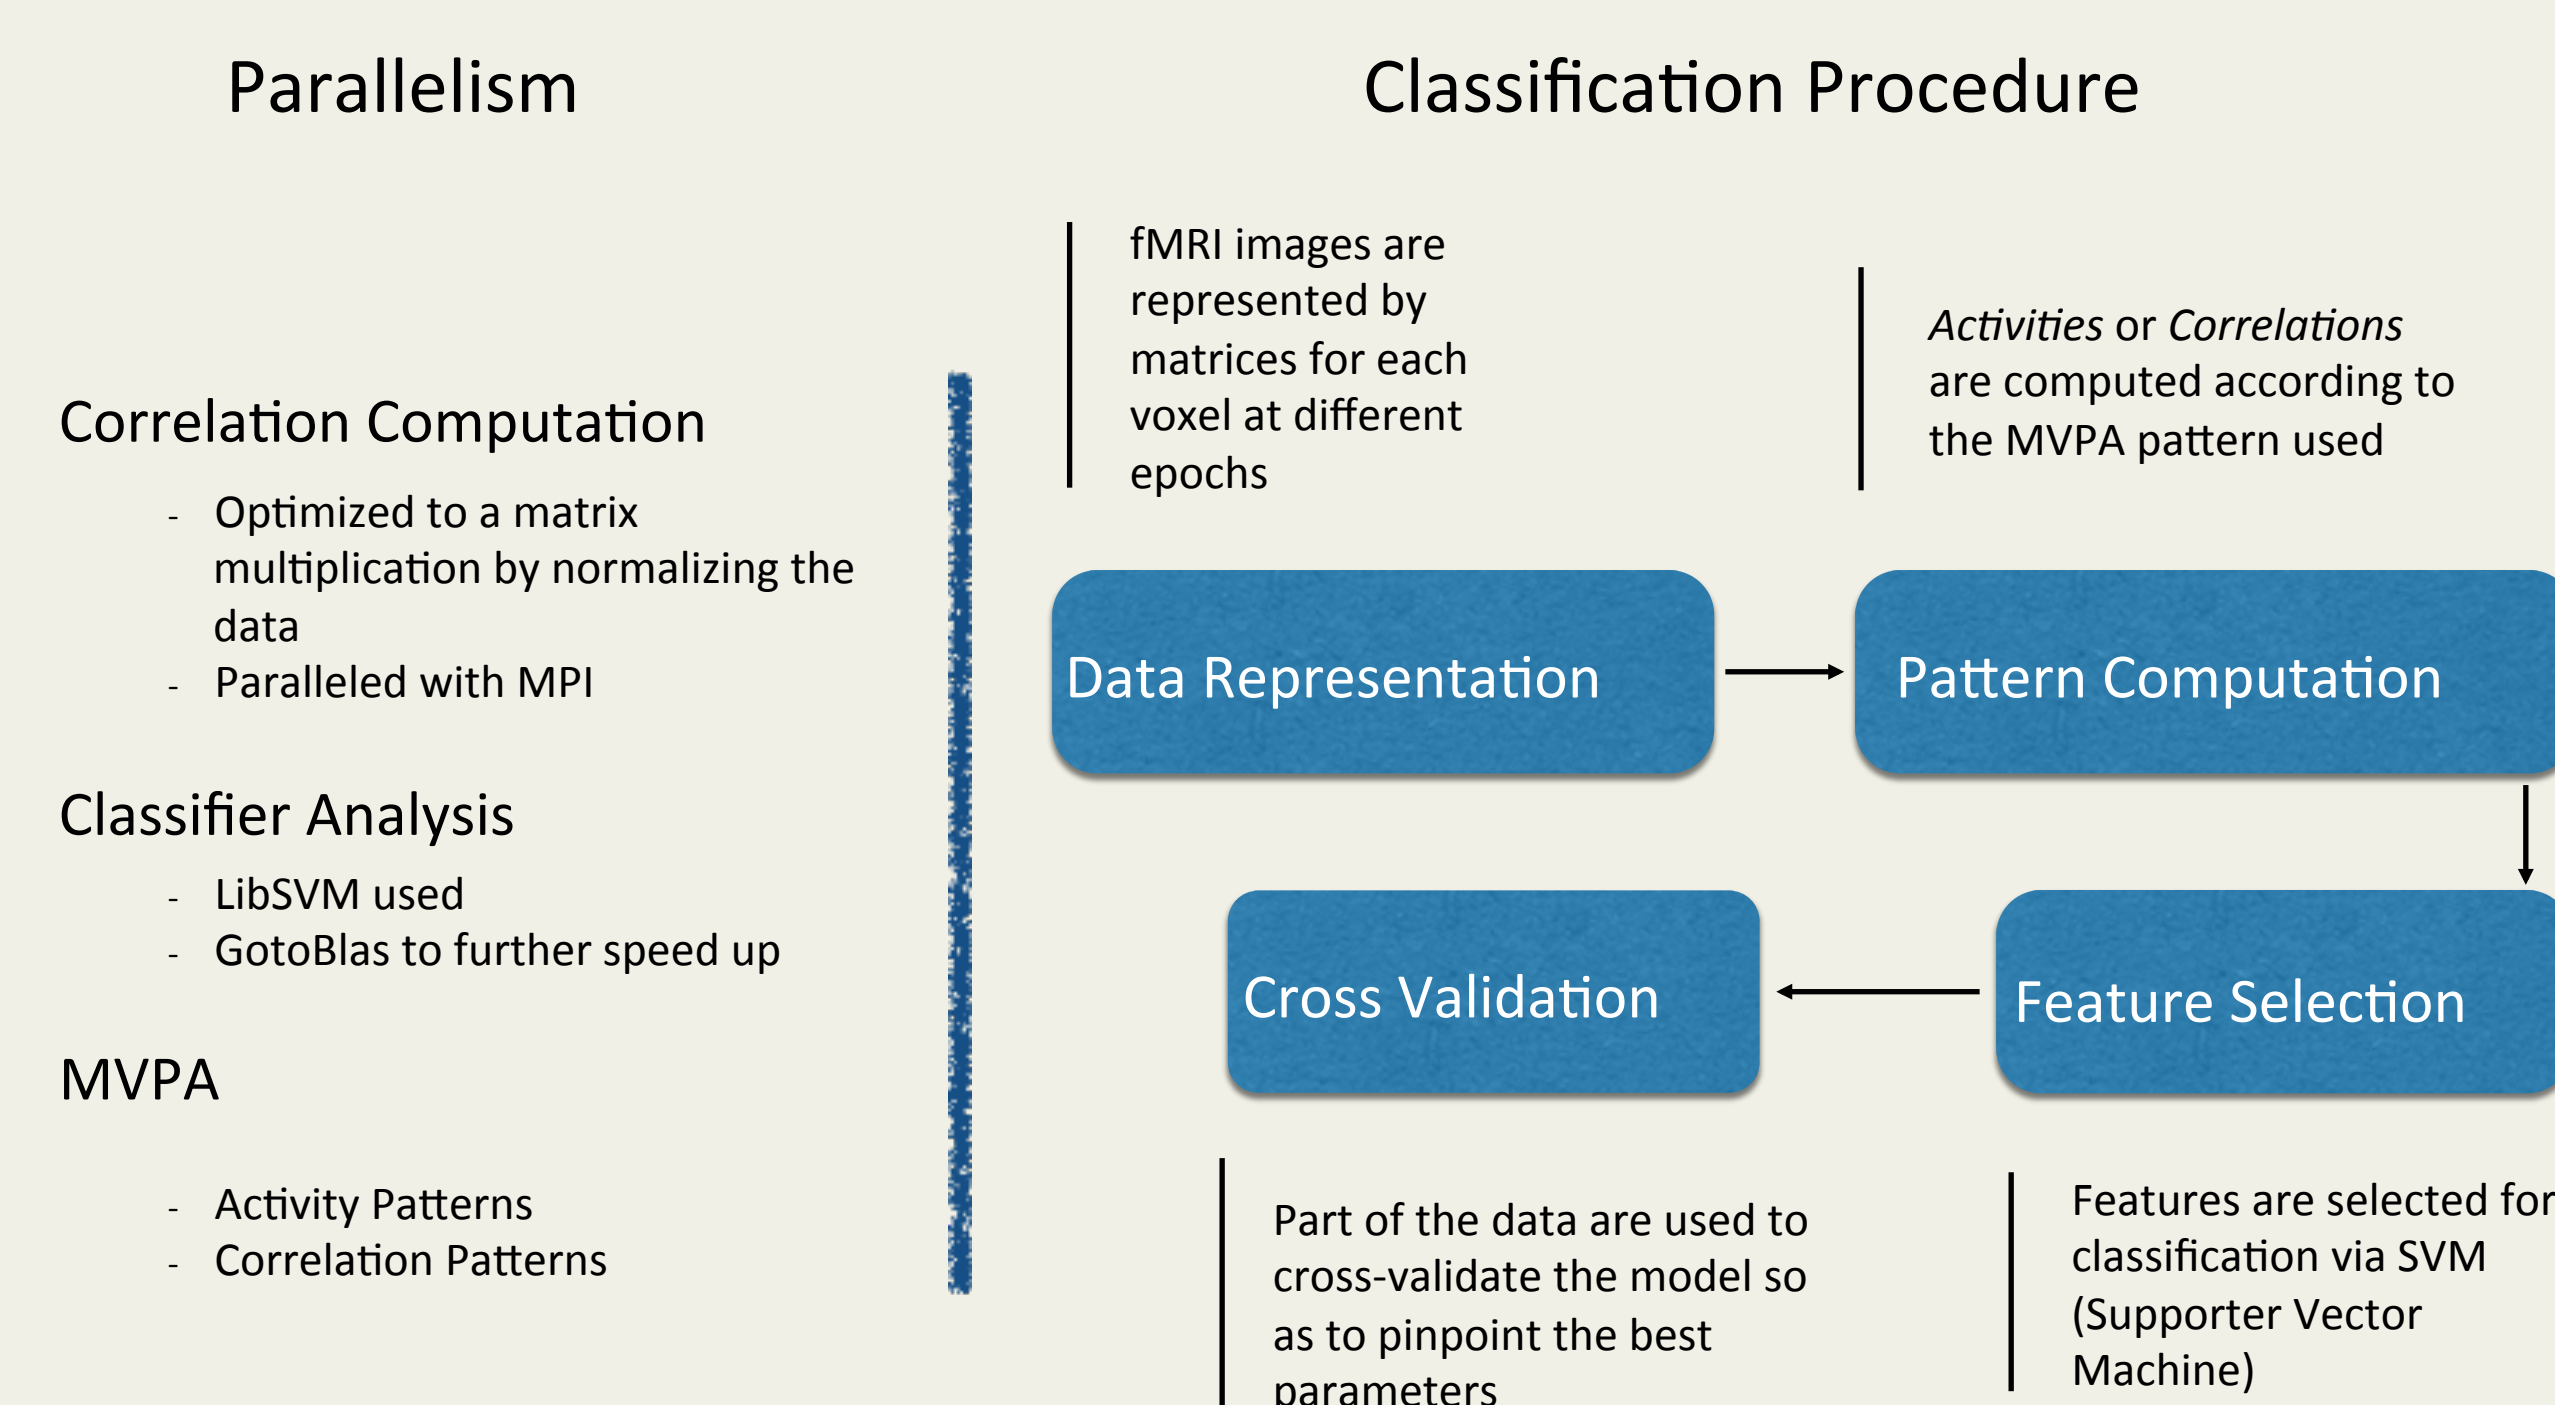 Parallelism
Correlation Computation
- Optimized to a matrix
multiplication by normalizing the
data
- Paralleled with MPI
Classifier Analysis
- LibSVM used
- GotoBlas to further speed up
MVPA
- Activity Patterns
- Correlation Patterns
Classification Procedure
fMRI images are
represented by
matrices for each
voxel at different
epochs
Activities or Correlations
are computed according to
the MVPA pattern used
Data Representation
Pattern Computation
Cross Validation
Feature Selection
Part of the data are used to
cross-validate the model so
as to pinpoint the best
parameters
Features are selected for
classification via SVM
(Supporter Vector
Machine)